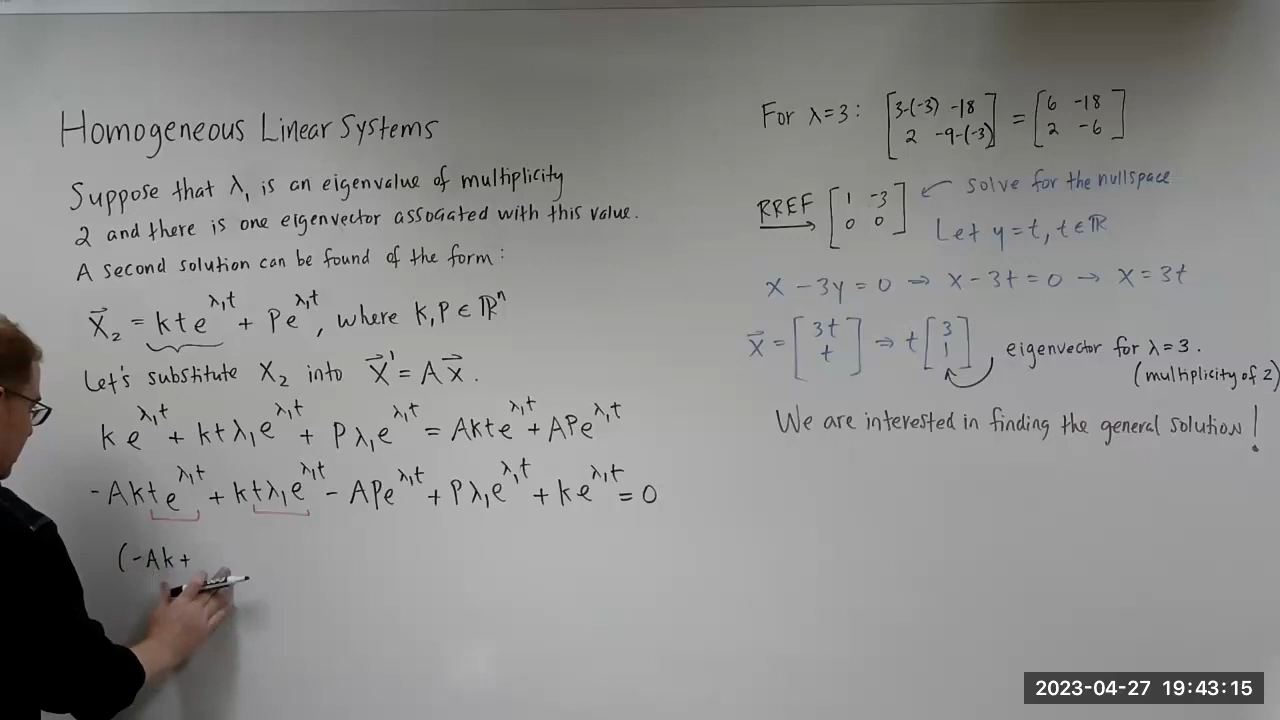 Homogeneous Linear Systems
Suppose that λ₁ is an eigenvalue of multiplicity
2 and there is one eigenvector associated with this value.
A second solution can be found of the form:
x⃗₂ = kte^λ₁t + Pe^λ₁t, where k, P ∈ ℝⁿ
Let's substitute X₂ into x⃗' = Ax⃗.
ke^λ₁t + ktλ₁e^λ₁t + Pλ₁e^λ₁t = Akte^λ₁t + APe^λ₁t
-Akte^λ₁t + ktλ₁e^λ₁t - APe^λ₁t + Pλ₁e^λ₁t + ke^λ₁t = 0
(-Ak+
For λ=3: [3-(-3) -18
2 -9-(-3)] = [6 -18
2 -6]
RREF → [1 -3
0 0] ← solve for the nullspace
Let y=t, t∈ℝ
x - 3y = 0 → x - 3t = 0 → x = 3t
x⃗ = [3t
t] ⇒ t[3
1] eigenvector for λ=3.
(multiplicity of 2)
We are interested in finding the general solution!
2023-04-27 19:43:15